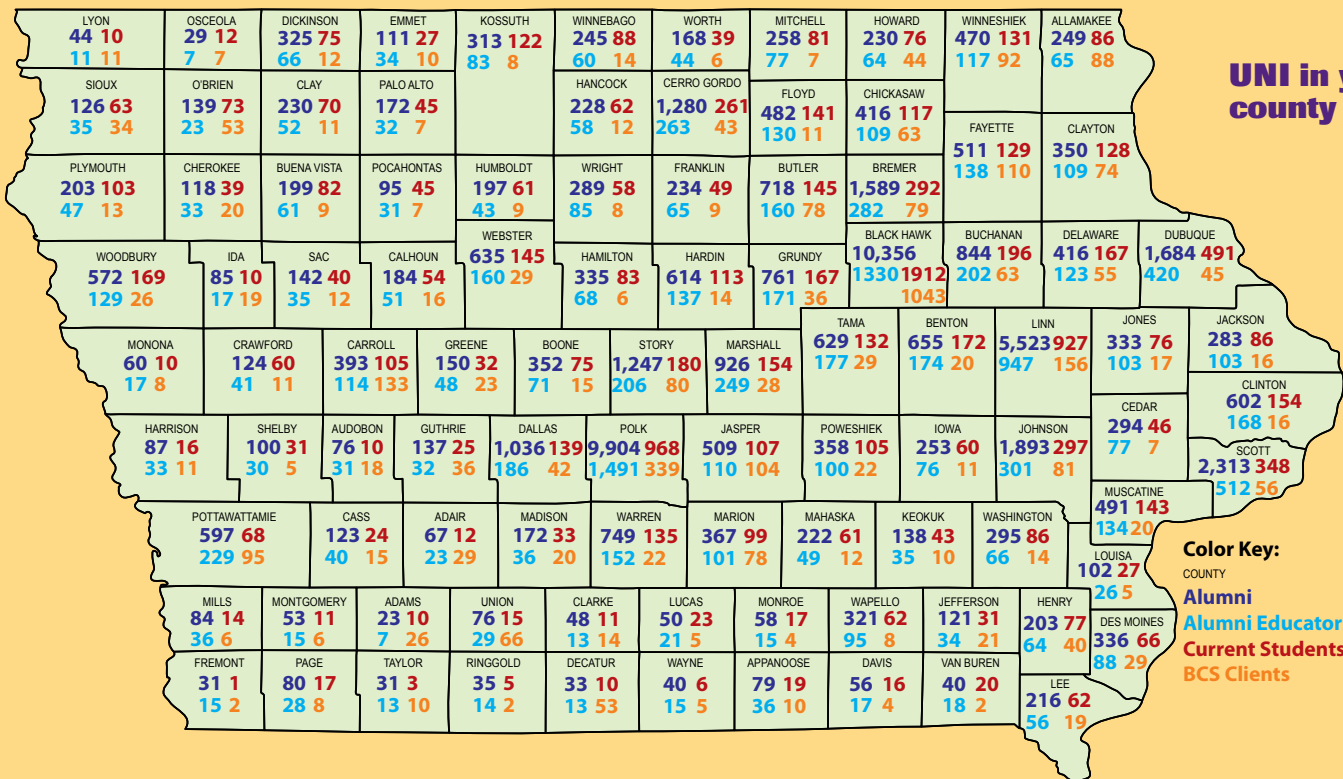 UNI in y
county
LYON
44 10
11 11
OSCEOLA
29 12
7 7
DICKINSON
325 75
66 12
EMMET
111 27
34 10
KOSSUTH
313 122
83 8
WINNEBAGO
245 88
60 14
WORTH
168 39
44 6
MITCHELL
258 81
77 7
HOWARD
230 76
64 44
WINNESHIEK
470 131
117 92
ALLAMAKEE
249 86
65 88
SIOUX
126 63
35 34
O'BRIEN
139 73
23 53
CLAY
230 70
52 11
PALO ALTO
172 45
32 7
HANCOCK
228 62
58 12
CERRO GORDO
1,280 261
263 43
FLOYD
482 141
130 11
CHICKASAW
416 117
109 63
FAYETTE
511 129
138 110
CLAYTON
350 128
109 74
PLYMOUTH
203 103
47 13
CHEROKEE
118 39
33 20
BUENA VISTA
199 82
61 9
POCAHONTAS
95 45
31 7
HUMBOLDT
197 61
43 9
WRIGHT
289 58
85 8
FRANKLIN
234 49
65 9
BUTLER
718 145
160 78
BREMER
1,589 292
282 79
WOODBURY
572 169
129 26
IDA
85 10
17 19
SAC
142 40
35 12
CALHOUN
184 54
51 16
WEBSTER
635 145
160 29
HAMILTON
335 83
68 6
HARDIN
614 113
137 14
GRUNDY
761 167
171 36
BLACK HAWK
10,356
1330 1912
1043
BUCHANAN
844 196
202 63
DELAWARE
416 167
123 55
DUBUQUE
1,684 491
420 45
MONONA
60 10
17 8
CRAWFORD
124 60
41 11
CARROLL
393 105
114 133
GREENE
150 32
48 23
BOONE
352 75
71 15
STORY
1,247 180
206 80
MARSHALL
926 154
249 28
TAMA
629 132
177 29
BENTON
655 172
174 20
LINN
5,523 927
947 156
JONES
333 76
103 17
JACKSON
283 86
103 16
CLINTON
602 154
168 16
HARRISON
87 16
33 11
SHELBY
100 31
30 5
AUDOBON
76 10
31 18
GUTHRIE
137 25
32 36
DALLAS
1,036 139
186 42
POLK
9,904 968
1,491 339
JASPER
509 107
110 104
POWESHIEK
358 105
100 22
IOWA
253 60
76 11
JOHNSON
1,893 297
301 81
CEDAR
294 46
77 7
SCOTT
2,313 348
512 56
POTTAWATTAMIE
597 68
229 95
CASS
123 24
40 15
ADAIR
67 12
23 29
MADISON
172 33
36 20
WARREN
749 135
152 22
MARION
367 99
101 78
MAHASKA
222 61
49 12
KEOKUK
138 43
35 10
WASHINGTON
295 86
66 14
MUSCATINE
491 143
134 20
LOUISA
102 27
26 5
MILLS
84 14
36 6
MONTGOMERY
53 11
15 6
ADAMS
23 10
7 26
UNION
76 15
29 66
CLARKE
48 11
13 14
LUCAS
50 23
21 5
MONROE
58 17
15 4
WAPELLO
321 62
95 8
JEFFERSON
121 31
34 21
HENRY
203 77
64 40
DES MOINES
336 66
88 29
FREMONT
31 1
15 2
PAGE
80 17
28 8
TAYLOR
31 3
13 10
RINGGOLD
35 5
14 2
DECATUR
33 10
13 53
WAYNE
40 6
15 5
APPANOOSE
79 19
36 10
DAVIS
56 16
17 4
VAN BUREN
40 20
18 2
LEE
216 62
56 19
Color Key:
COUNTY
Alumni
Alumni Educator
Current Students
BCS Clients